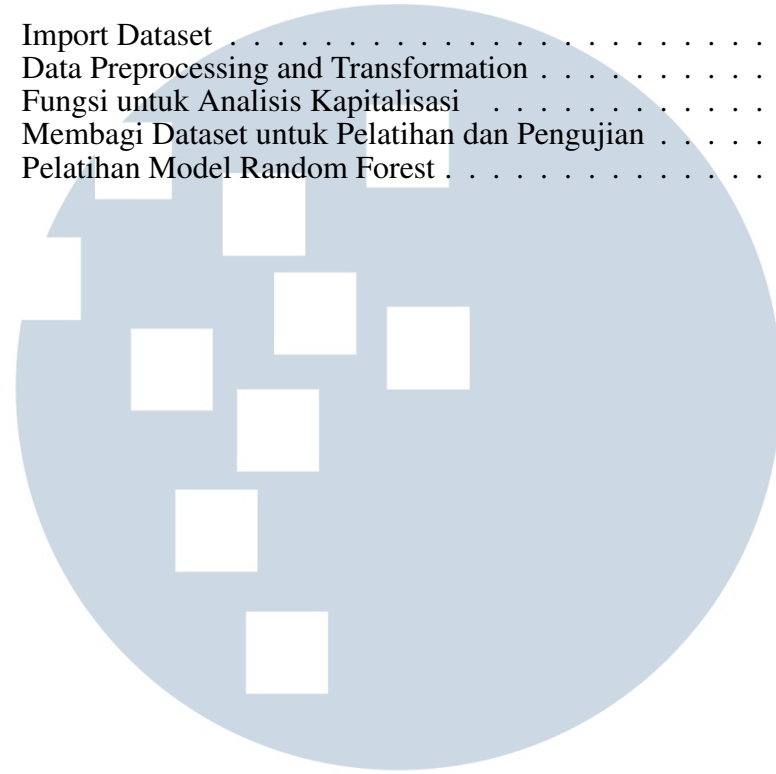 Import Dataset . . . . . . . . . . . . . . . . . . . . . . .
Data Preprocessing and Transformation . . . . . . . . . .
Fungsi untuk Analisis Kapitalisasi . . . . . . . . . . . .
Membagi Dataset untuk Pelatihan dan Pengujian . . . . .
Pelatihan Model Random Forest . . . . . . . . . . . . . .